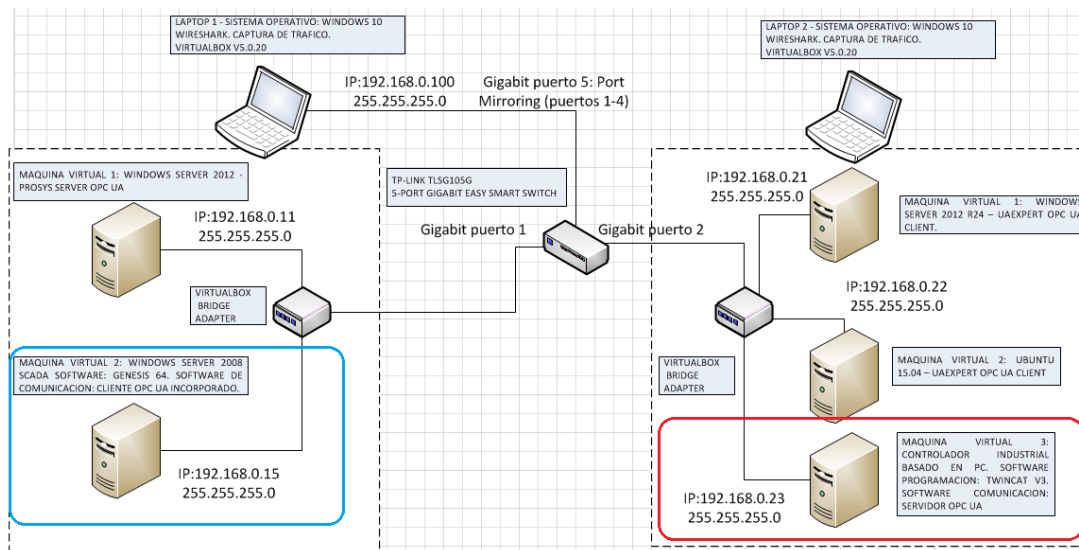 LAPTOP 1 - SISTEMA OPERATIVO: WINDOWS 10
WIRESHARK. CAPTURA DE TRAFICO.
VIRTUALBOX V5.0.20
LAPTOP 2 - SISTEMA OPERATIVO: WINDOWS 10
WIRESHARK. CAPTURA DE TRAFICO.
VIRTUALBOX V5.0.20
IP:192.168.0.100
255.255.255.0
Gigabit puerto 5: Port
Mirroring (puertos 1-4)
MAQUINA VIRTUAL 1: WINDOWS SERVER 2012 -
PROSYS SERVER OPC UA
IP:192.168.0.11
255.255.255.0
TP-LINK TLSG105G
5-PORT GIGABIT EASY SMART SWITCH
Gigabit puerto 1
Gigabit puerto 2
IP:192.168.0.21
255.255.255.0
MAQUINA VIRTUAL 1: WINDOWS
SERVER 2012 R24 – UAEXPERT OPC UA
CLIENT.
VIRTUALBOX
BRIDGE
ADAPTER
IP:192.168.0.22
255.255.255.0
MAQUINA VIRTUAL 2: WINDOWS SERVER 2008
SCADA SOFTWARE: GENESIS 64. SOFTWARE DE
COMUNICACION: CLIENTE OPC UA INCORPORADO.
VIRTUALBOX
BRIDGE
ADAPTER
MAQUINA VIRTUAL 2: UBUNTU
15.04 – UAEXPERT OPC UA CLIENT
IP:192.168.0.15
255.255.255.0
IP:192.168.0.23
255.255.255.0
MAQUINA VIRTUAL 3:
CONTROLADOR INDUSTRIAL
BASADO EN PC. SOFTWARE
PROGRAMACION: TWINCAT V3.
SOFTWARE COMUNICACION:
SERVIDOR OPC UA